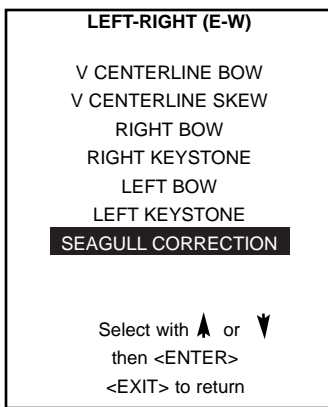 LEFT-RIGHT (E-W)
V CENTERLINE BOW
V CENTERLINE SKEW
RIGHT BOW
RIGHT KEYSTONE
LEFT BOW
LEFT KEYSTONE
SEAGULL CORRECTION
Select with or
then <ENTER>
<EXIT> to return